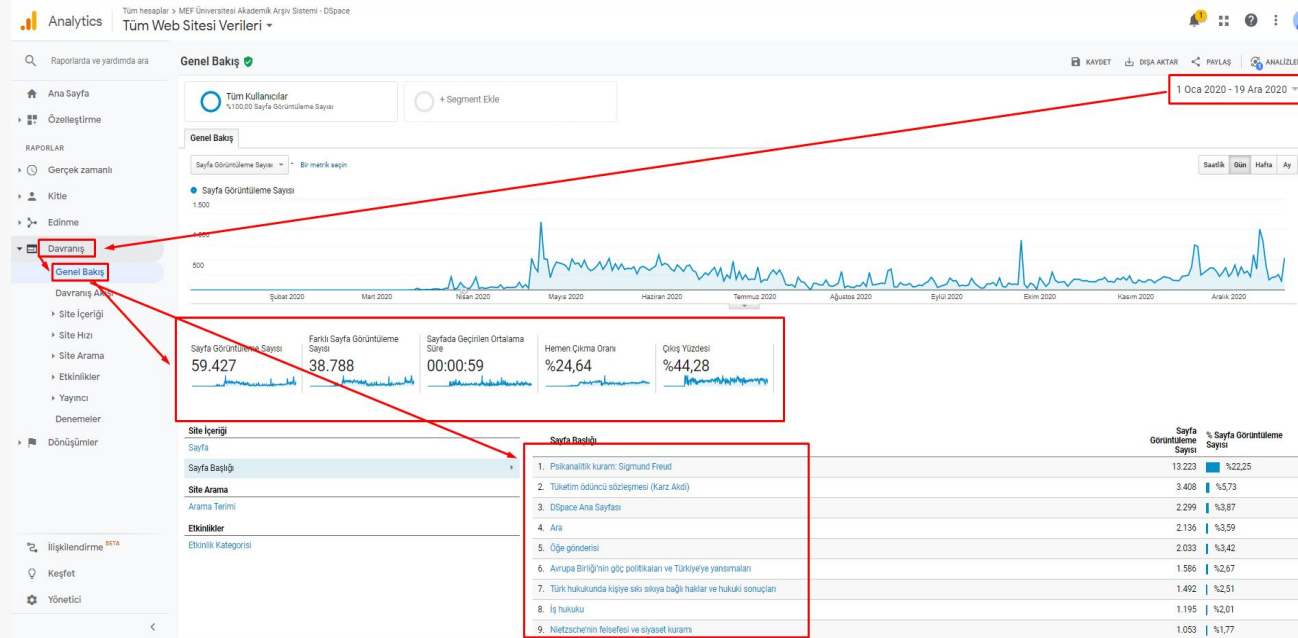 Analytics
Tüm hesaplar > MEF Üniversitesi Akademik Arşiv Sistemi - DSpace
Tüm Web Sitesi Verileri
1
Raporlarda ve yardımda ara
Ana Sayfa
Özelleştirme
RAPORLAR
Gerçek zamanlı
Kitle
Edinme
Davranış
Genel Bakış
Davranış Akışı
Site İçeriği
Site Hızı
Site Arama
Etkinlikler
Yayıncı
Denemeler
Dönüşümler
İlişkilendirme BETA
Keşfet
Yönetici
Genel Bakış
KAYDET
DIŞA AKTAR
PAYLAŞ
1 Oca 2020 - 19 Ara 2020
Tüm Kullanıcılar
%100,00 Sayfa Görüntüleme Sayısı
+ Segment Ekle
Genel Bakış
Sayfa Görüntüleme Sayısı
Bir metrik seçin
Saatlik Gün Hafta Ay
Sayfa Görüntüleme Sayısı
1.500
1.000
500
Şubat 2020 Mart 2020 Nisan 2020 Mayıs 2020 Haziran 2020 Temmuz 2020 Ağustos 2020 Eylül 2020 Ekim 2020 Kasım 2020 Aralık 2020
Sayfa Görüntüleme Sayısı
59.427
Farklı Sayfa Görüntüleme
Sayısı
38.788
Sayfada Geçirilen Ortalama
Süre
00:00:59
Hemen Çıkma Oranı
%24,64
Çıkış Yüzdesi
%44,28
Site İçeriği
Sayfa
Sayfa Başlığı
Site Arama
Arama Terimi
Etkinlikler
Etkinlik Kategorisi
Sayfa Başlığı
Sayfa
Görüntüleme
Sayısı
% Sayfa Görüntüleme
Sayısı
1. Psikanalitik kuram: Sigmund Freud 13.223 %22,25
2. Tüketim ödüncü sözleşmesi (Karz Akdi) 3.408 %5,73
3. DSpace Ana Sayfası 2.299 %3,87
4. Ara 2.136 %3,59
5. Öğe gönderisi 2.033 %3,42
6. Avrupa Birliği'nin göç politikaları ve Türkiye'ye yansımaları 1.586 %2,67
7. Türk hukukunda kişiye sıkı sıkıya bağlı haklar ve hukuki sonuçları 1.492 %2,51
8. İş hukuku 1.195 %2,01
9. Nietzsche'nin felsefesi ve siyaset kuramı 1.053 %1,77